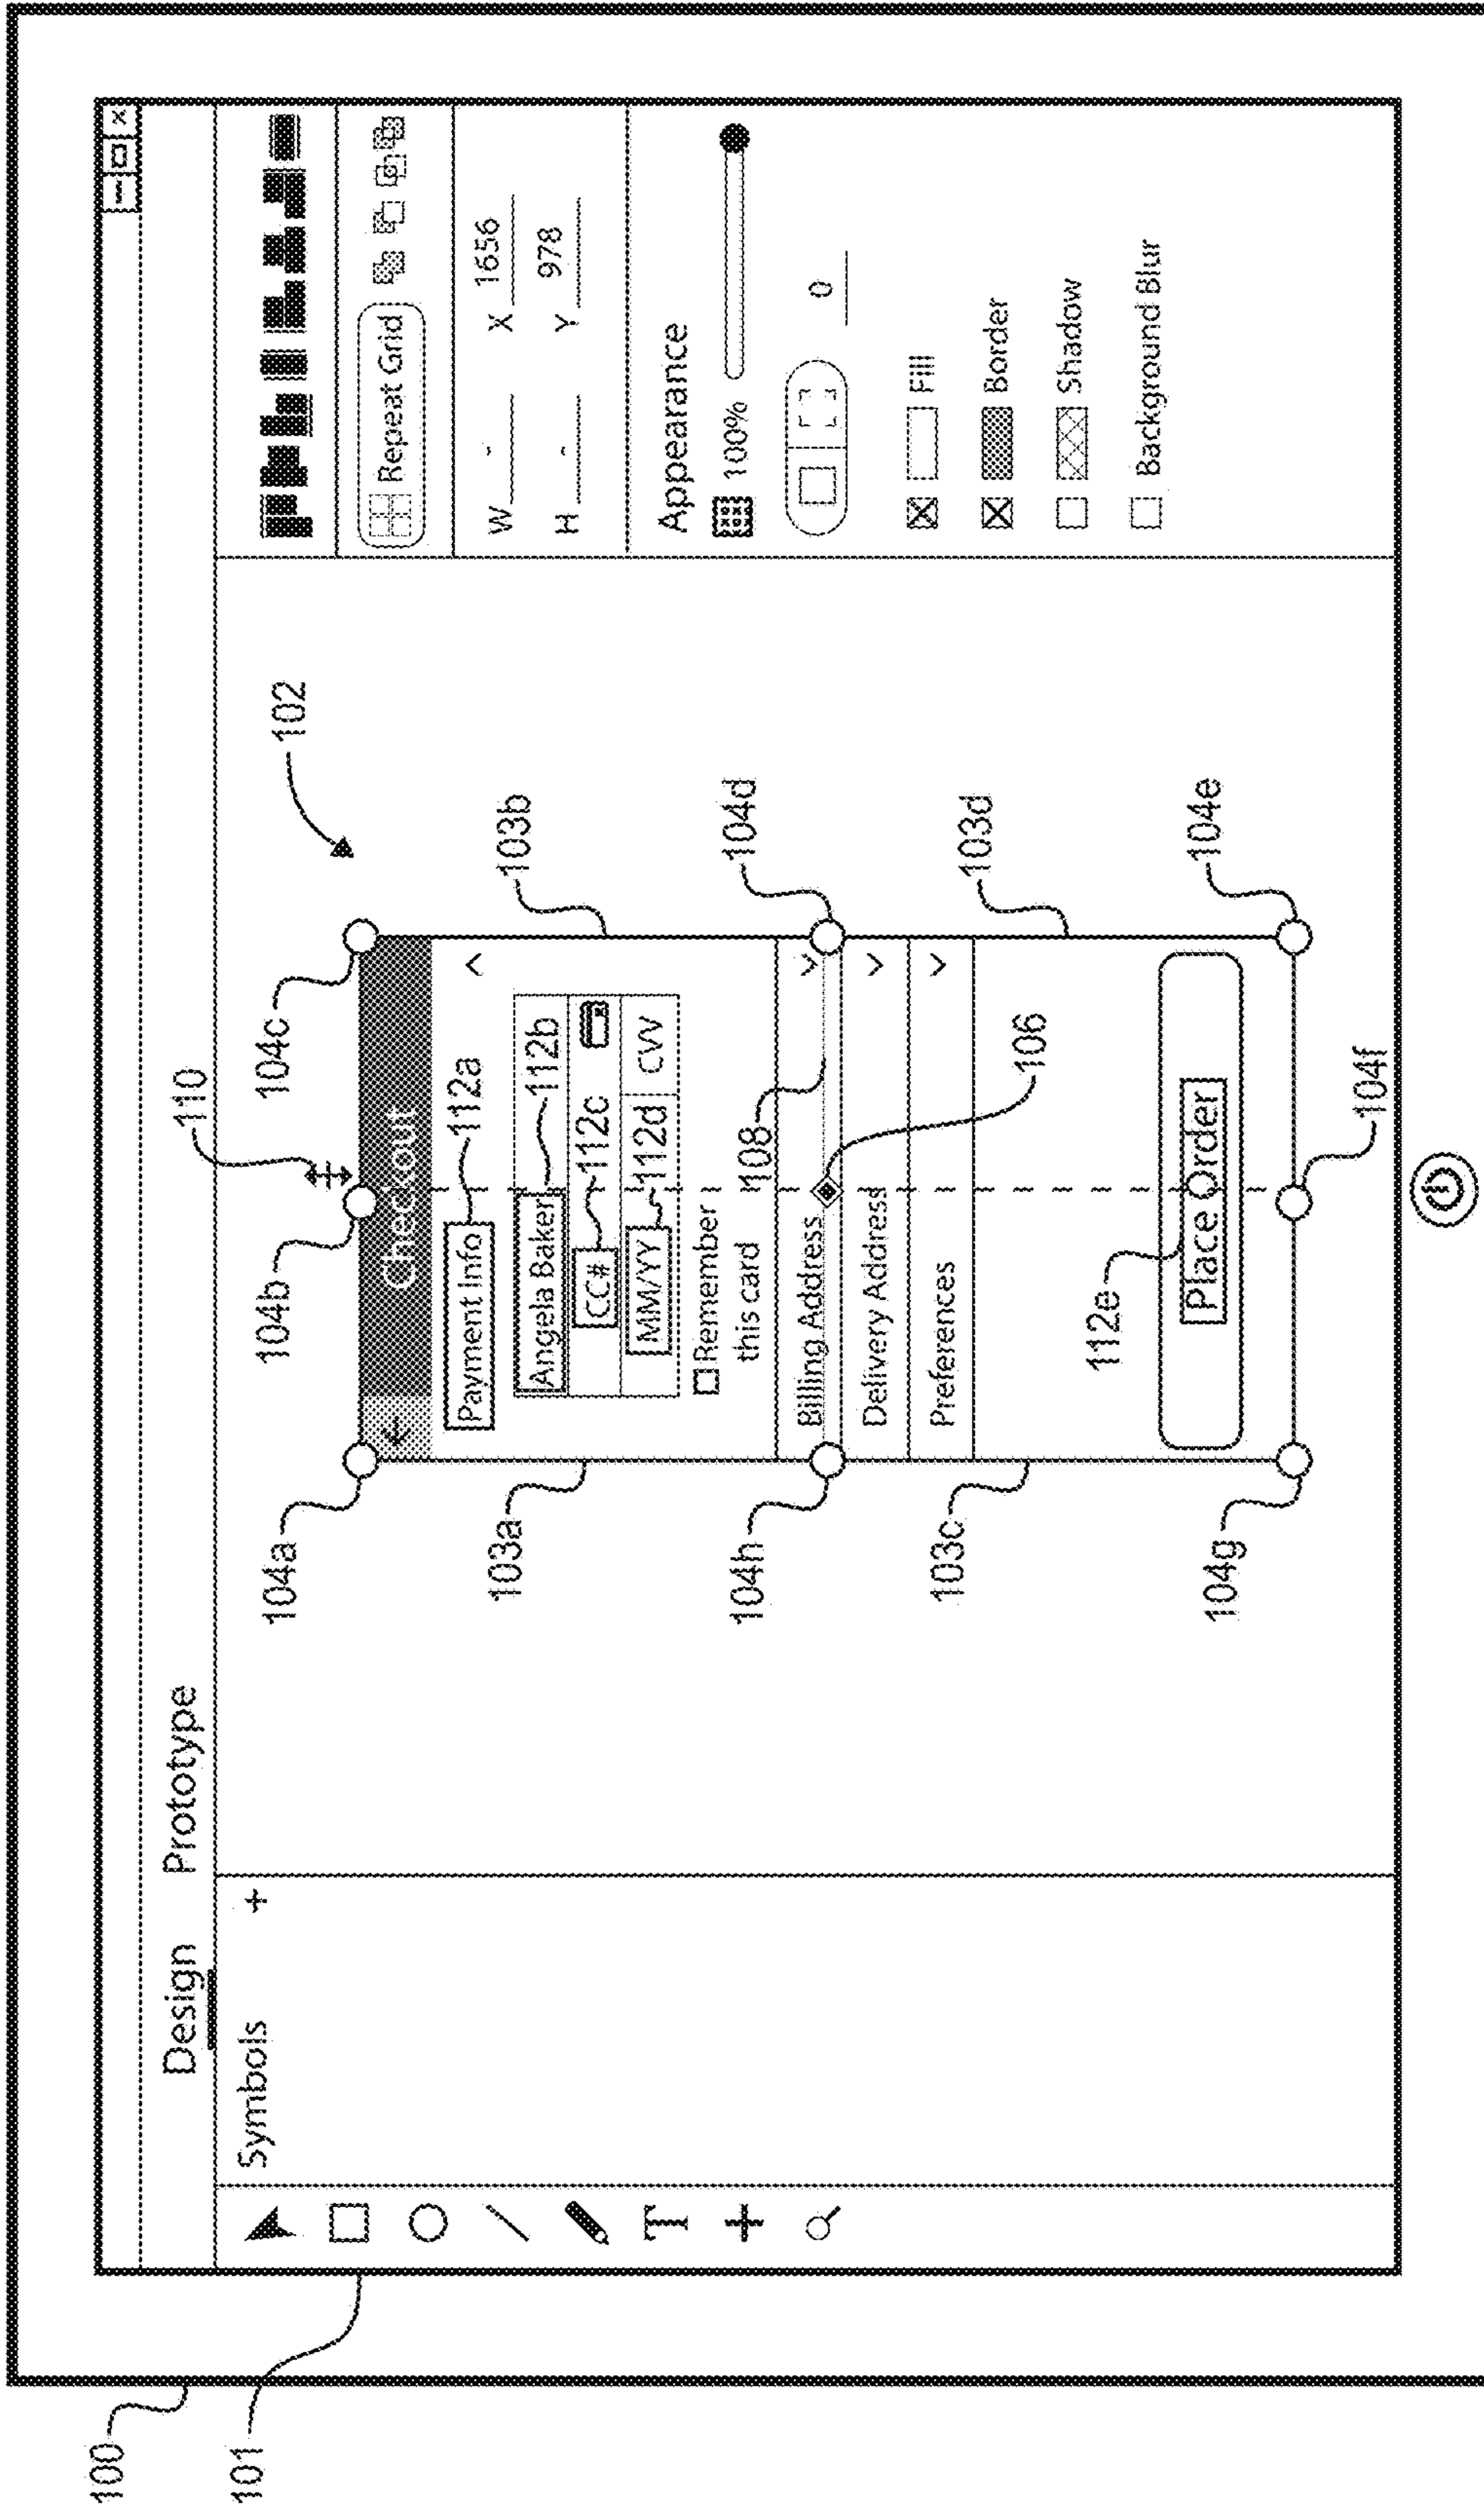 100
101
Design Prototype
Symbols +
110
102
104a
104b
104c
Checkout
103a
Payment Info
112a
103b
Angela Baker
112b
CC#
112c
MM/YY
112d
CVV
Remember
this card
108
104h
Billing Address
104d
Delivery Address
103c
Preferences
106
103d
112e
104g
Place Order
104e
104f
Repeat Grid
W - X 1656
H - Y 978
Appearance
100%
0
Fill
Border
Shadow
Background Blur